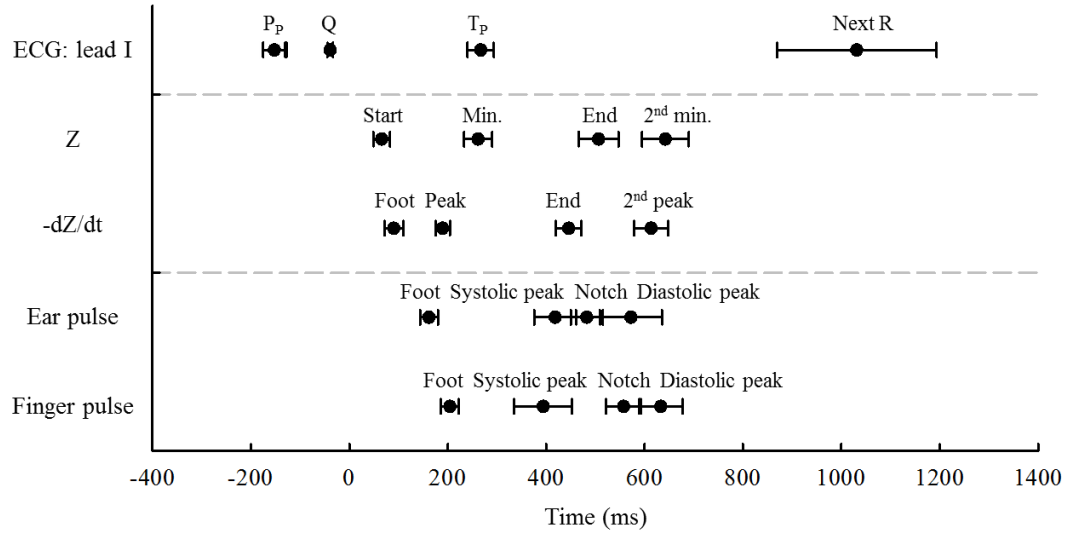 P_P Q T_P Next R
ECG: lead I
Start Min. End 2nd min.
Z
Foot Peak End 2nd peak
-dZ/dt
Foot Systolic peak Notch Diastolic peak
Ear pulse
Foot Systolic peak Notch Diastolic peak
Finger pulse
-400 -200 0 200 400 600 800 1000 1200 1400
Time (ms)